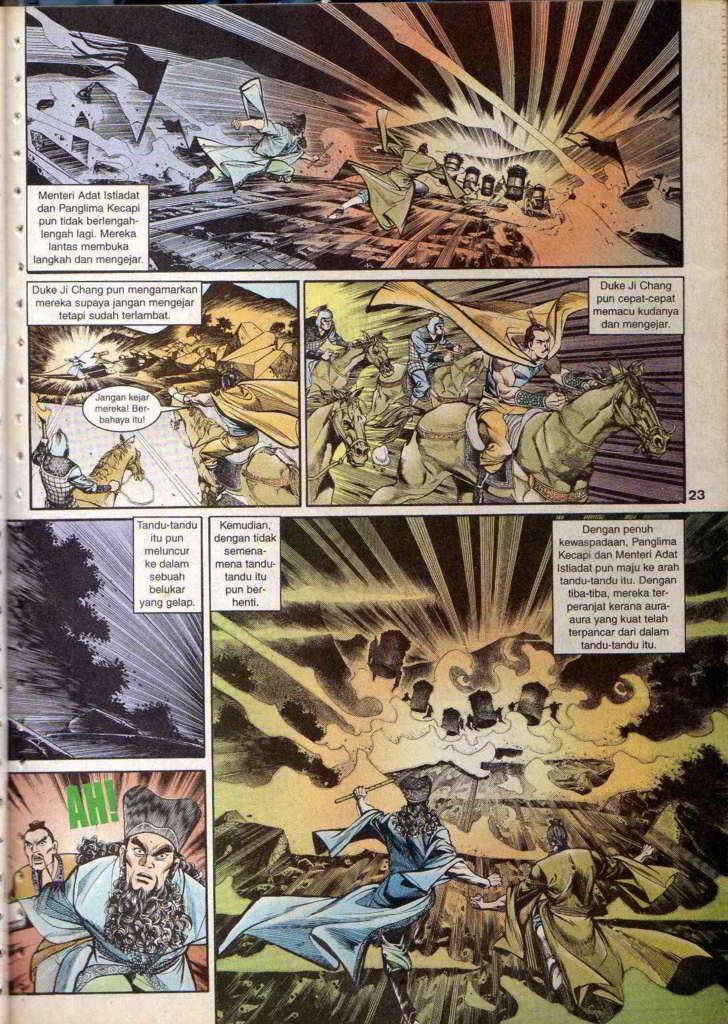 Menteri Adat Istiadat
dan Panglima Kecapi
pun tidak berlengah-
lengah lagi. Mereka
lantas membuka
langkah dan mengejar.
Duke Ji Chang pun mengamarkan
mereka supaya jangan mengejar
tetapi sudah terlambat.
Jangan kejar
mereka! Ber-
bahaya itu!
Duke Ji Chang
pun cepat-cepat
memacu kudanya
dan mengejar.
23
Tandu-tandu
itu pun
meluncur
ke dalam
sebuah
belukar
yang gelap.
Kemudian,
dengan tidak
semena-
mena tandu-
tandu itu
pun ber-
henti.
Dengan penuh
kewaspadaan, Panglima
Kecapi dan Menteri Adat
Istiadat pun maju ke arah
tandu-tandu itu. Dengan
tiba-tiba, mereka ter-
peranjat kerana aura-
aura yang kuat telah
terpancar dari dalam
tandu-tandu itu.
AH!